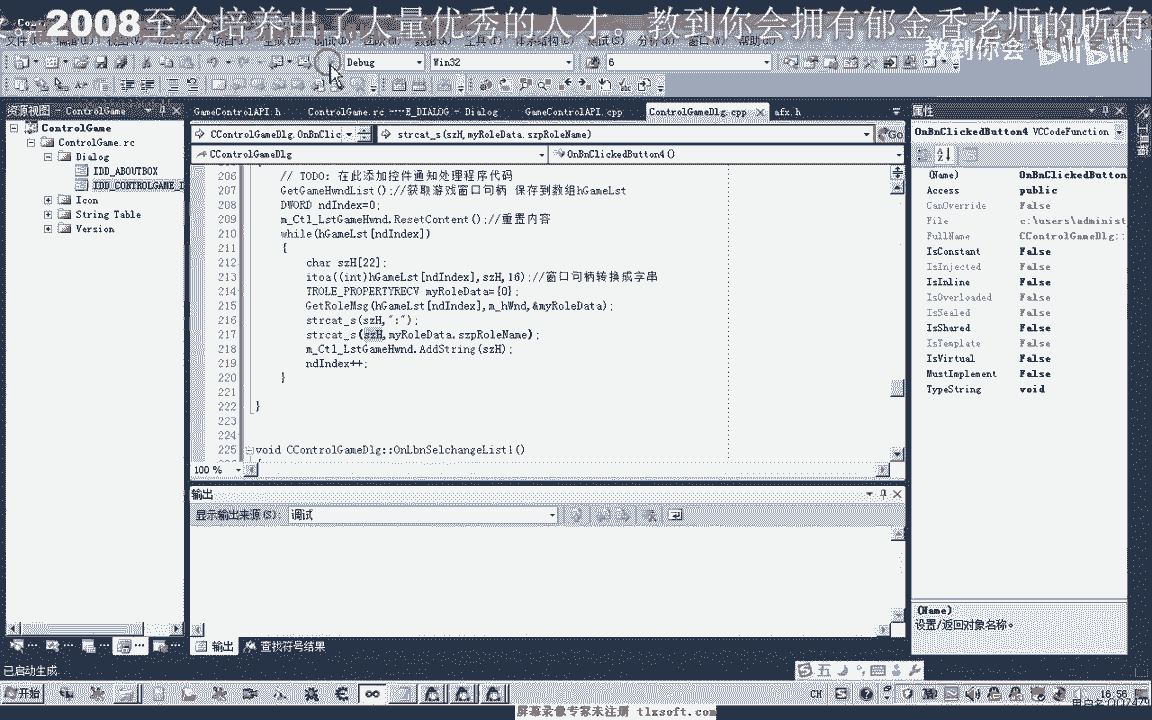 2008至今培养出了大量优秀的人才。教到你会拥有郁金香老师的所有
教到你会 bilibili
Debug Win32 6
资源视图 - ControlGame
GameControlAPI.h ControlGame.rc GameControlAPI.cpp ControlGameDlg.cpp afx.h
属性
ControlGame
ControlGame.rc
Dialog
IDD_ABOUTBOX
IDD_CONTROLGAME_D
Icon
String Table
Version
CControlGameDlg.OnBnClic strcat_s(szH,myRoleData.szpRoleName) Go
CControlGameDlg OnBnClickedButton4()
206 // TODO: 在此添加控件通知处理程序代码
207 GetGameHwndList();//获取游戏窗口句柄 保存到数组hGameLst
208 DWORD ndIndex=0;
209 m_Ctl_LstGameHwnd.ResetContent();//重置内容
210 while(hGameLst[ndIndex])
211 {
212 char szH[22];
213 itoa((int)hGameLst[ndIndex],szH,16);//窗口句柄转换成字串
214 TROLE_PROPERTYRECV myRoleData={0};
215 GetRoleMsg(hGameLst[ndIndex],m_hWnd,&myRoleData);
216 strcat_s(szH,":");
217 strcat_s(szH,myRoleData.szpRoleName);
218 m_Ctl_LstGameHwnd.AddString(szH);
219 ndIndex++;
220 }
221
222 }
223
224
225 void CControlGameDlg::OnLbnSelchangeList1()
100 %
OnBnClickedButton4 VCCodeFunction
(Name) OnBnClickedButton
Access public
CanOverride False
File c:\users\administ
FullName CControlGameDlg::
IsConstant False
IsInjected False
IsInline False
IsOverloaded False
IsSealed False
IsShared False
IsTemplate False
IsVirtual False
MustImplement False
TypeString void
(Name)
设置/返回对象名称。
输出
显示输出来源(S): 调试
输出 查找符号结果
已启动生成
开始
五
CH
屏幕录像专家未注册 tlxsoft.com